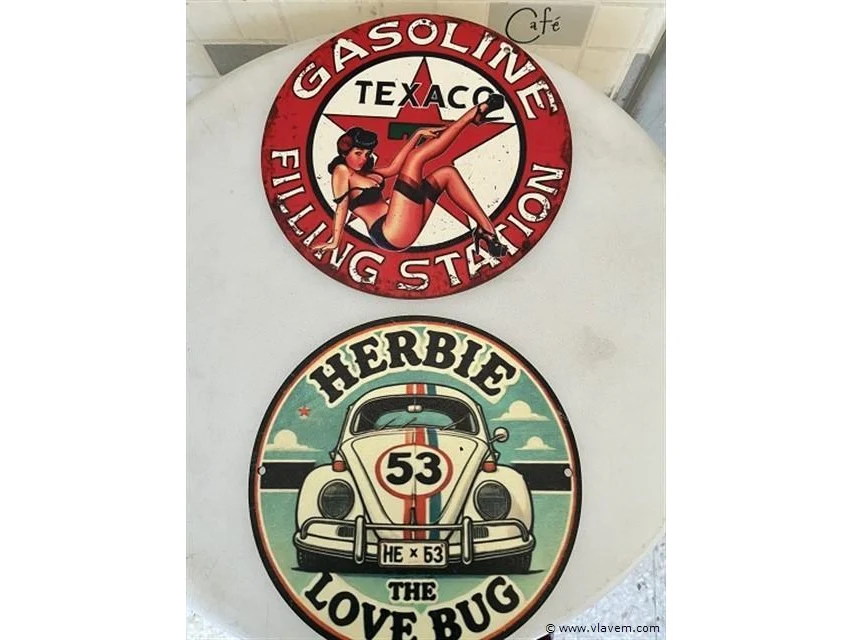 Café
GASOLINE
TEXACO
FILLING STATION
HERBIE
53
HE x 53
THE
LOVE BUG
© www.vlavem.com